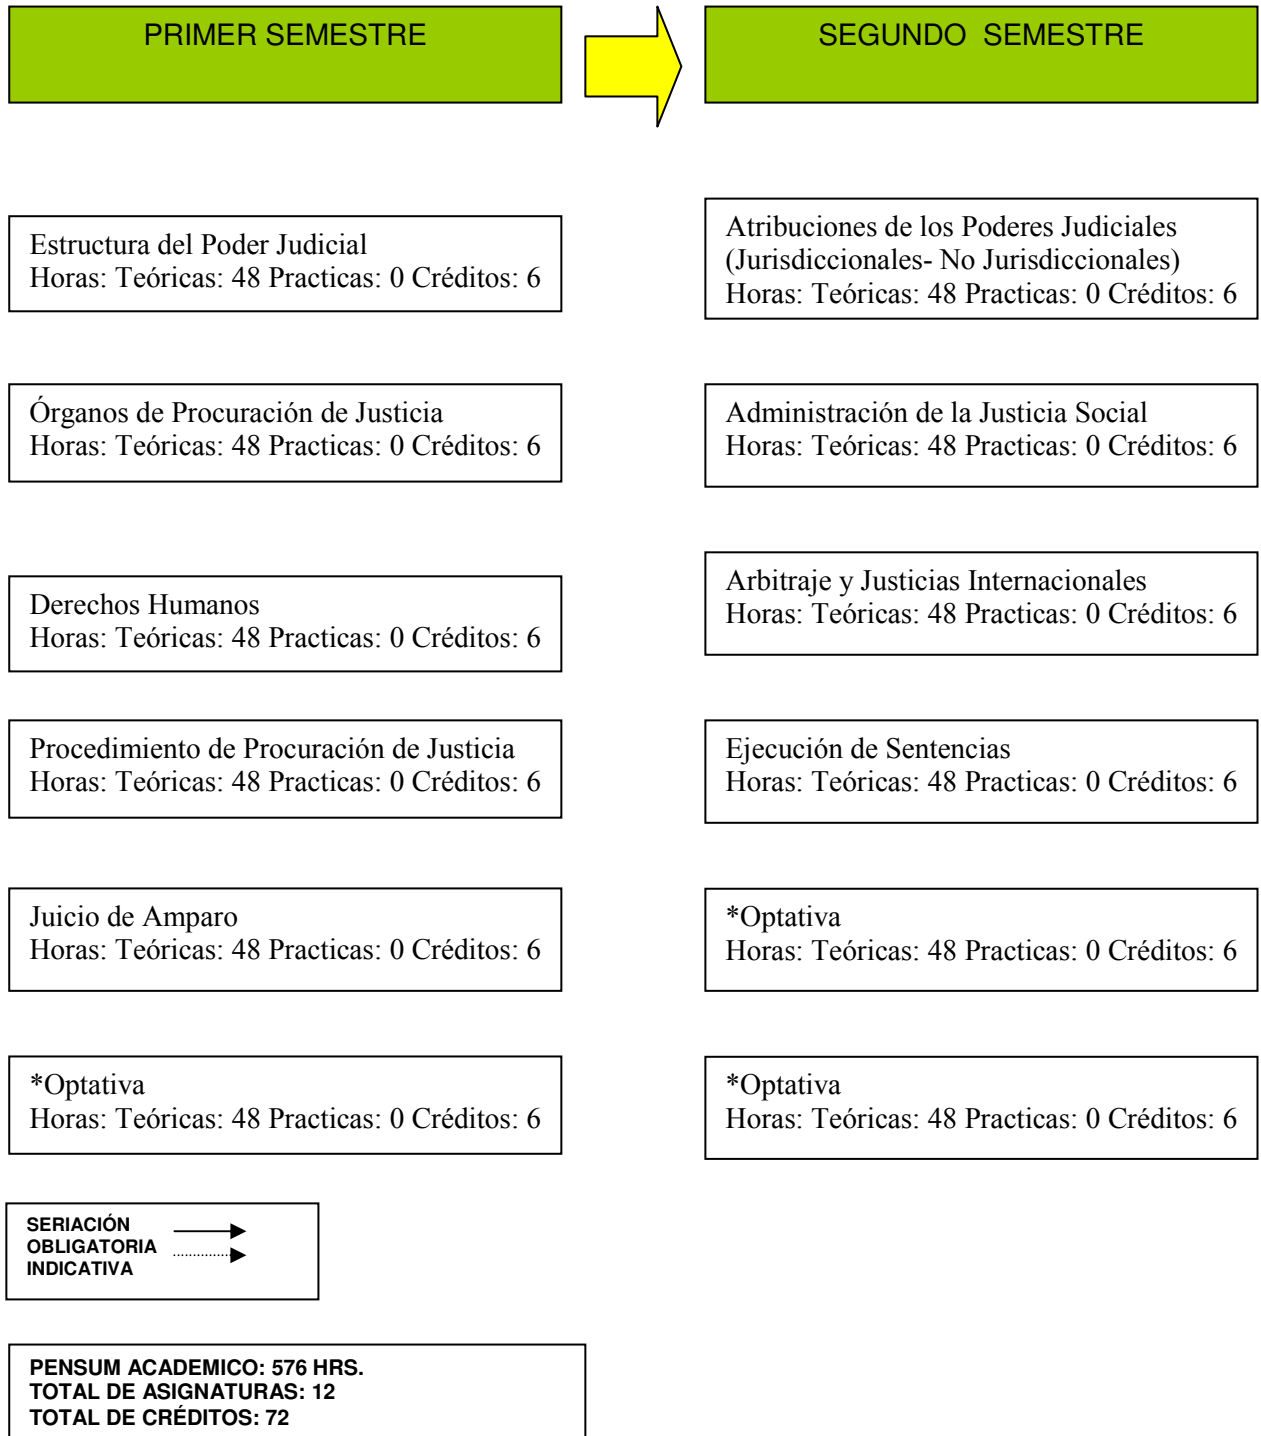 PRIMER SEMESTRE
SEGUNDO SEMESTRE
Estructura del Poder Judicial
Horas: Teóricas: 48 Practicas: 0 Créditos: 6
Órganos de Procuración de Justicia
Horas: Teóricas: 48 Practicas: 0 Créditos: 6
Derechos Humanos
Horas: Teóricas: 48 Practicas: 0 Créditos: 6
Procedimiento de Procuración de Justicia
Horas: Teóricas: 48 Practicas: 0 Créditos: 6
Juicio de Amparo
Horas: Teóricas: 48 Practicas: 0 Créditos: 6
*Optativa
Horas: Teóricas: 48 Practicas: 0 Créditos: 6
Atribuciones de los Poderes Judiciales
(Jurisdiccionales- No Jurisdiccionales)
Horas: Teóricas: 48 Practicas: 0 Créditos: 6
Administración de la Justicia Social
Horas: Teóricas: 48 Practicas: 0 Créditos: 6
Arbitraje y Justicias Internacionales
Horas: Teóricas: 48 Practicas: 0 Créditos: 6
Ejecución de Sentencias
Horas: Teóricas: 48 Practicas: 0 Créditos: 6
*Optativa
Horas: Teóricas: 48 Practicas: 0 Créditos: 6
*Optativa
Horas: Teóricas: 48 Practicas: 0 Créditos: 6
SERIACIÓN
OBLIGATORIA
INDICATIVA
PENSUM ACADEMICO: 576 HRS.
TOTAL DE ASIGNATURAS: 12
TOTAL DE CRÉDITOS: 72